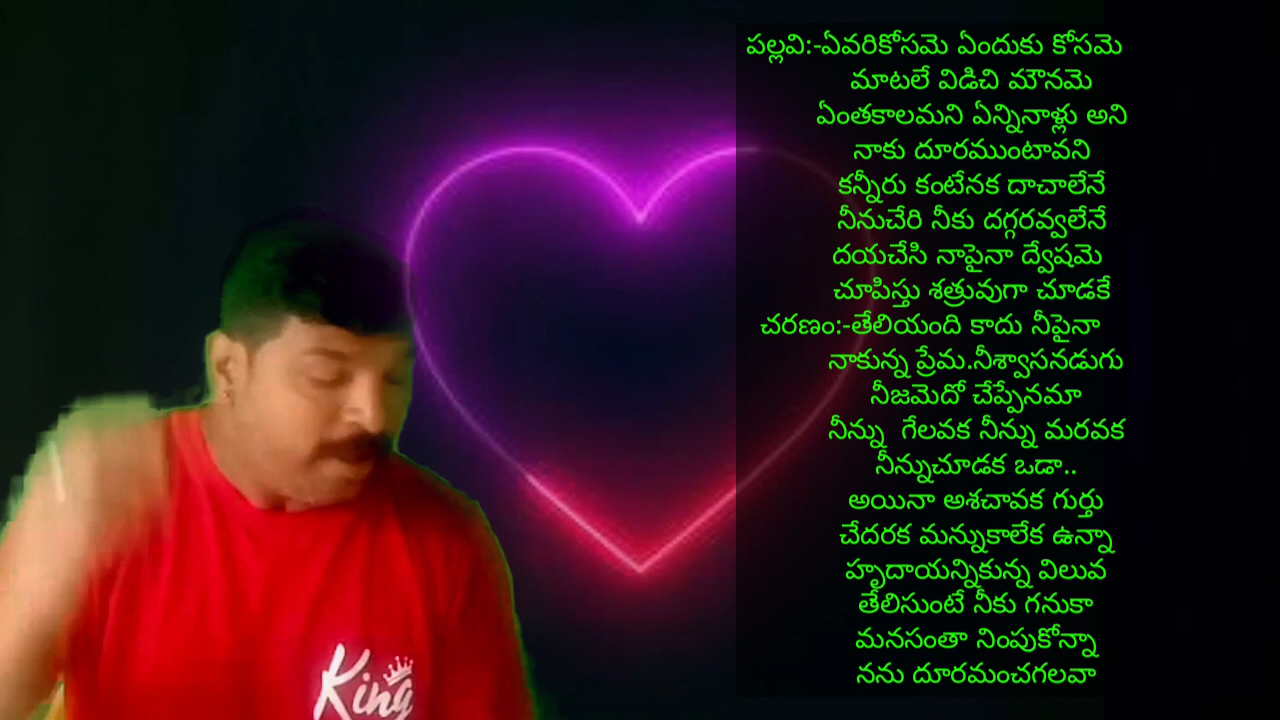 పల్లవి:-ఏవరికోసమె ఏందుకు కోసమె
మాటలే విడిచి మౌనమె
ఏంతకాలమని ఏన్నినాళ్లు అని
నాకు దూరముంటావని
కన్నీరు కంటేనక దాచాలేనే
నీనుచేరి నీకు దగ్గరవ్వలేనే
దయచేసి నాపైనా ద్వేషమె
చూపిస్తు శత్రువుగా చూడకే
చరణం:-తేలియంది కాదు నీపైనా
నాకున్న ప్రేమ.నీశ్వాసనడుగు
నీజమెదో చేప్పేనమా
నీన్ను గేలవక నీన్ను మరవక
నీన్నుచూడక ఒడా..
అయినా అశచావక గుర్తు
చేదరక మన్నుకాలేక ఉన్నా
హృదాయన్నికున్న విలువ
తేలిసుంటే నీకు గనుకా
మనసంతా నింపుకోన్నా
నను దూరమంచగలవా
King